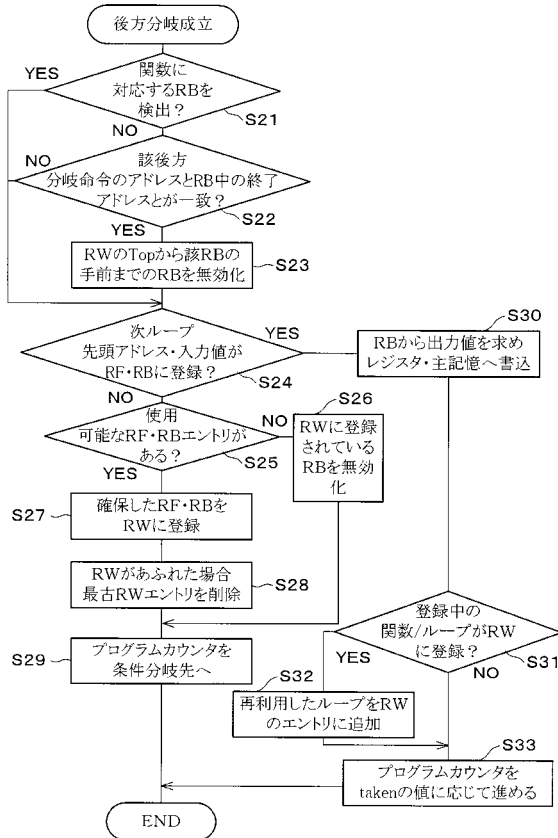 後方分岐成立
YES
関数に
対応するRBを
検出？
S21
NO
NO
該後方
分岐命令のアドレスとRB中の終了
アドレスとが一致？
S22
YES
RWのTopから該RBの
手前までのRBを無効化
S23
次ループ
先頭アドレス・入力値が
RF・RBに登録？
S24
YES
NO
S30
RBから出力値を求め
レジスタ・主記憶へ書込
使用
可能なRF・RBエントリが
ある？
S25
NO
YES
S26
RWに登録
されている
RBを無効
化
S27
確保したRF・RBを
RWに登録
RWがあふれた場合
最古RWエントリを削除
S28
S29
プログラムカウンタを
条件分岐先へ
登録中の
関数/ループがRW
に登録？
S31
YES
NO
S32
再利用したループをRW
のエントリに追加
S33
プログラムカウンタを
takenの値に応じて進める
END